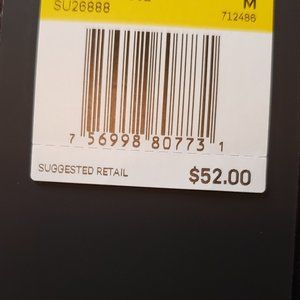 SU26888 M
712486
7 56998 80773 1
SUGGESTED RETAIL $52.00